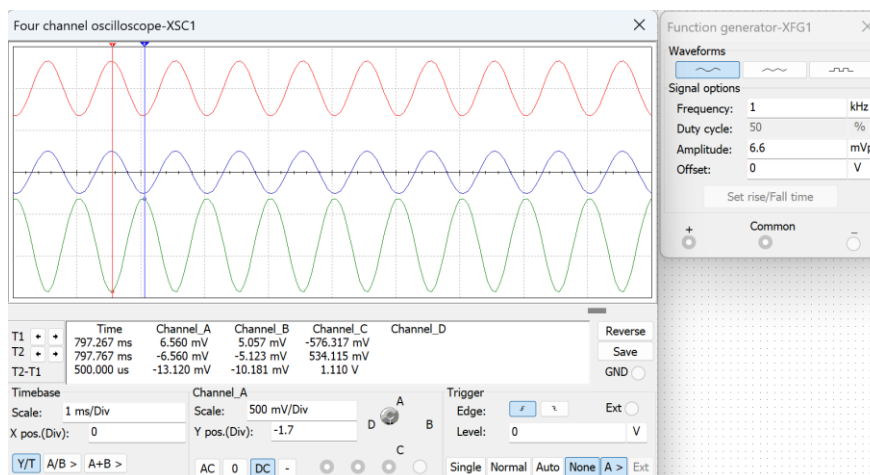 Four channel oscilloscope-XSC1
Time Channel_A Channel_B Channel_C Channel_D
T1 797.267 ms 6.560 mV 5.057 mV -576.317 mV
T2 797.767 ms -6.560 mV -5.123 mV 534.115 mV
T2-T1 500.000 us -13.120 mV -10.181 mV 1.110 V
Reverse
Save
GND
Timebase
Scale: 1 ms/Div
X pos.(Div): 0
Y/T A/B > A+B >
Channel_A
Scale: 500 mV/Div
Y pos.(Div): -1.7
AC 0 DC -
A
D B
C
Trigger
Edge: Ext
Level: 0 V
Single Normal Auto None A > Ext
Function generator-XFG1
Waveforms
Signal options
Frequency: 1 kHz
Duty cycle: 50 %
Amplitude: 6.6 mVp
Offset: 0 V
Set rise/Fall time
+ Common –